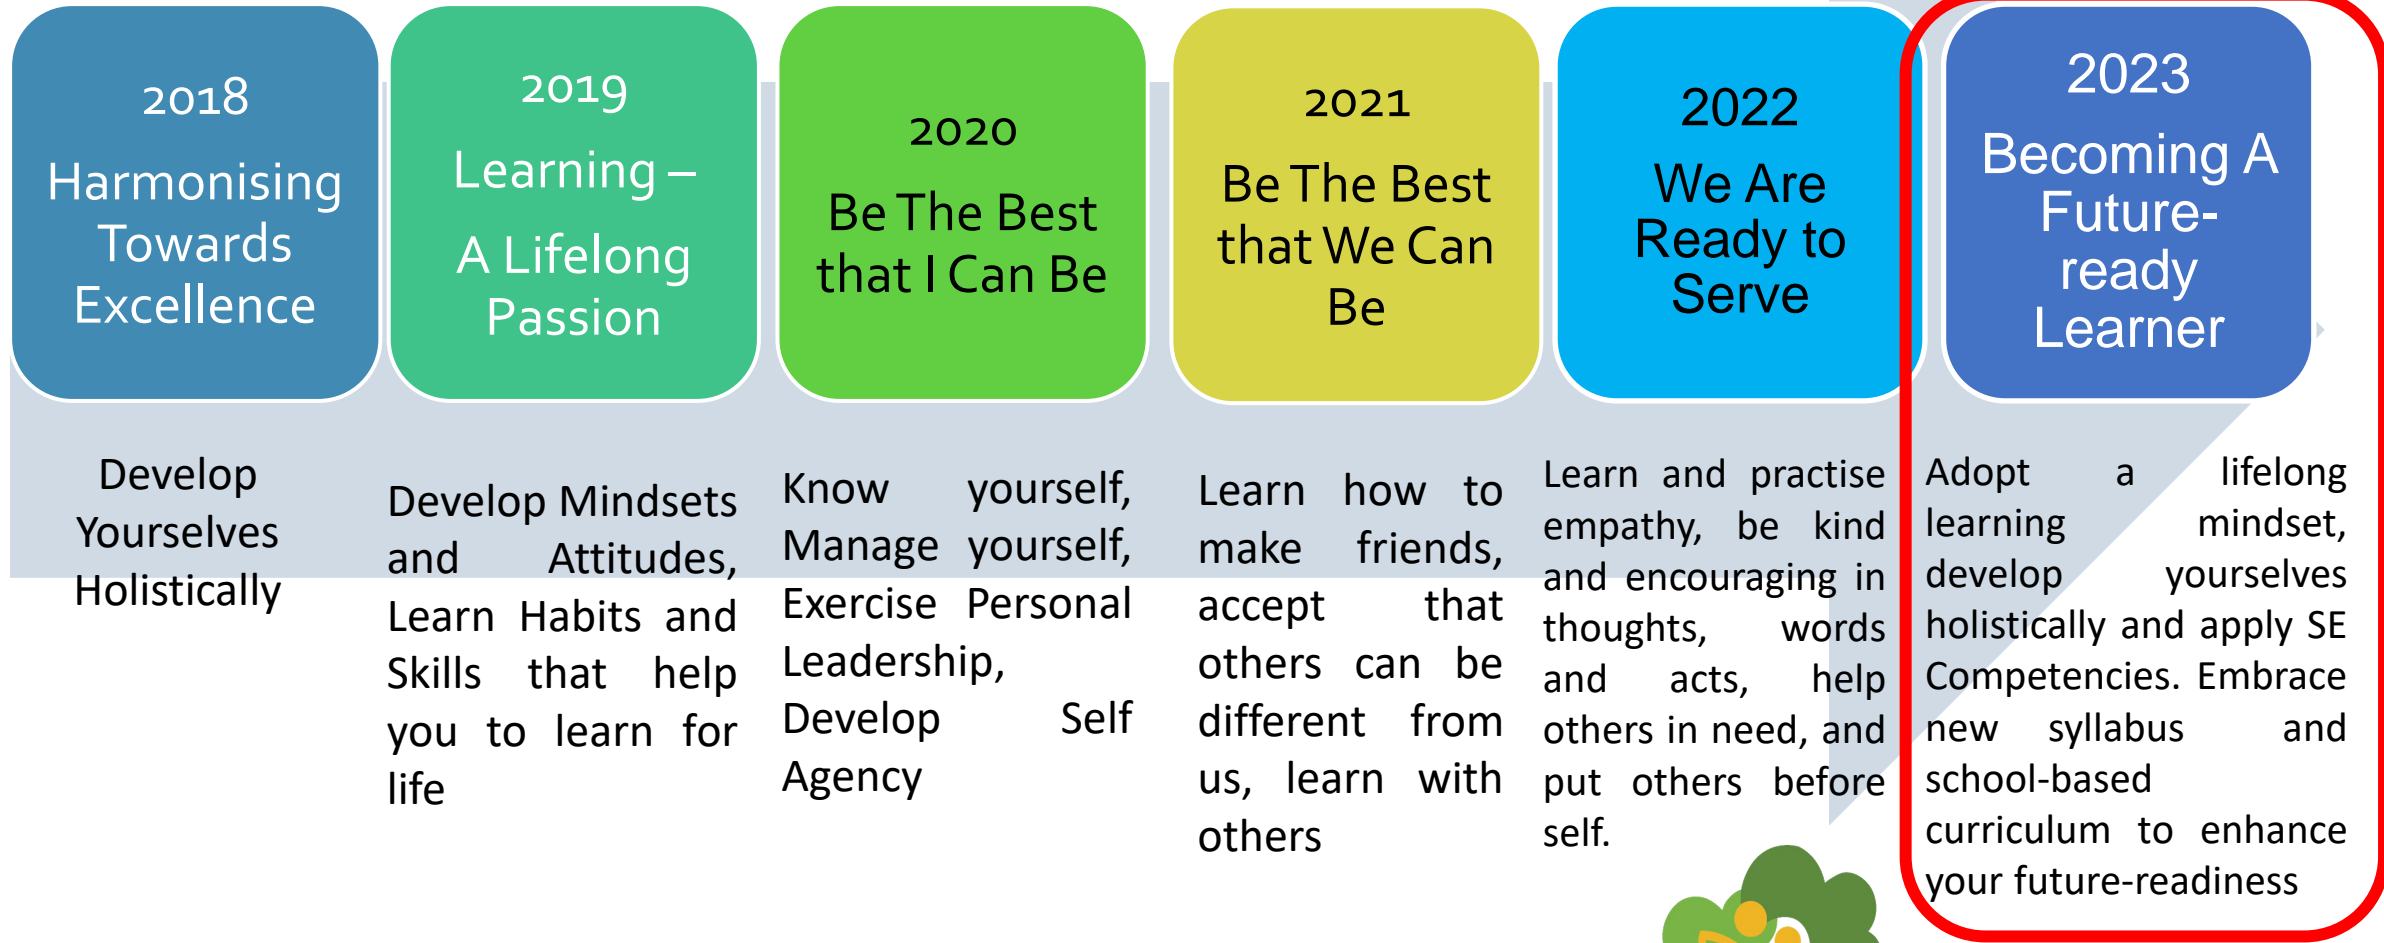 2018
Harmonising
Towards
Excellence
2019
Learning –
A Lifelong
Passion
2020
Be The Best
that I Can Be
2021
Be The Best
that We Can
Be
2022
We Are
Ready to
Serve
2023
Becoming A
Future-
ready
Learner
Develop
Yourselves
Holistically
Develop Mindsets
and Attitudes,
Learn Habits and
Skills that help
you to learn for
life
Know yourself,
Manage yourself,
Exercise Personal
Leadership,
Develop Self
Agency
Learn how to
make friends,
accept that
others can be
different from
us, learn with
others
Learn and practise
empathy, be kind
and encouraging in
thoughts, words
and acts, help
others in need, and
put others before
self.
Adopt a lifelong
learning mindset,
develop yourselves
holistically and apply SE
Competencies. Embrace
new syllabus and
school-based
curriculum to enhance
your future-readiness